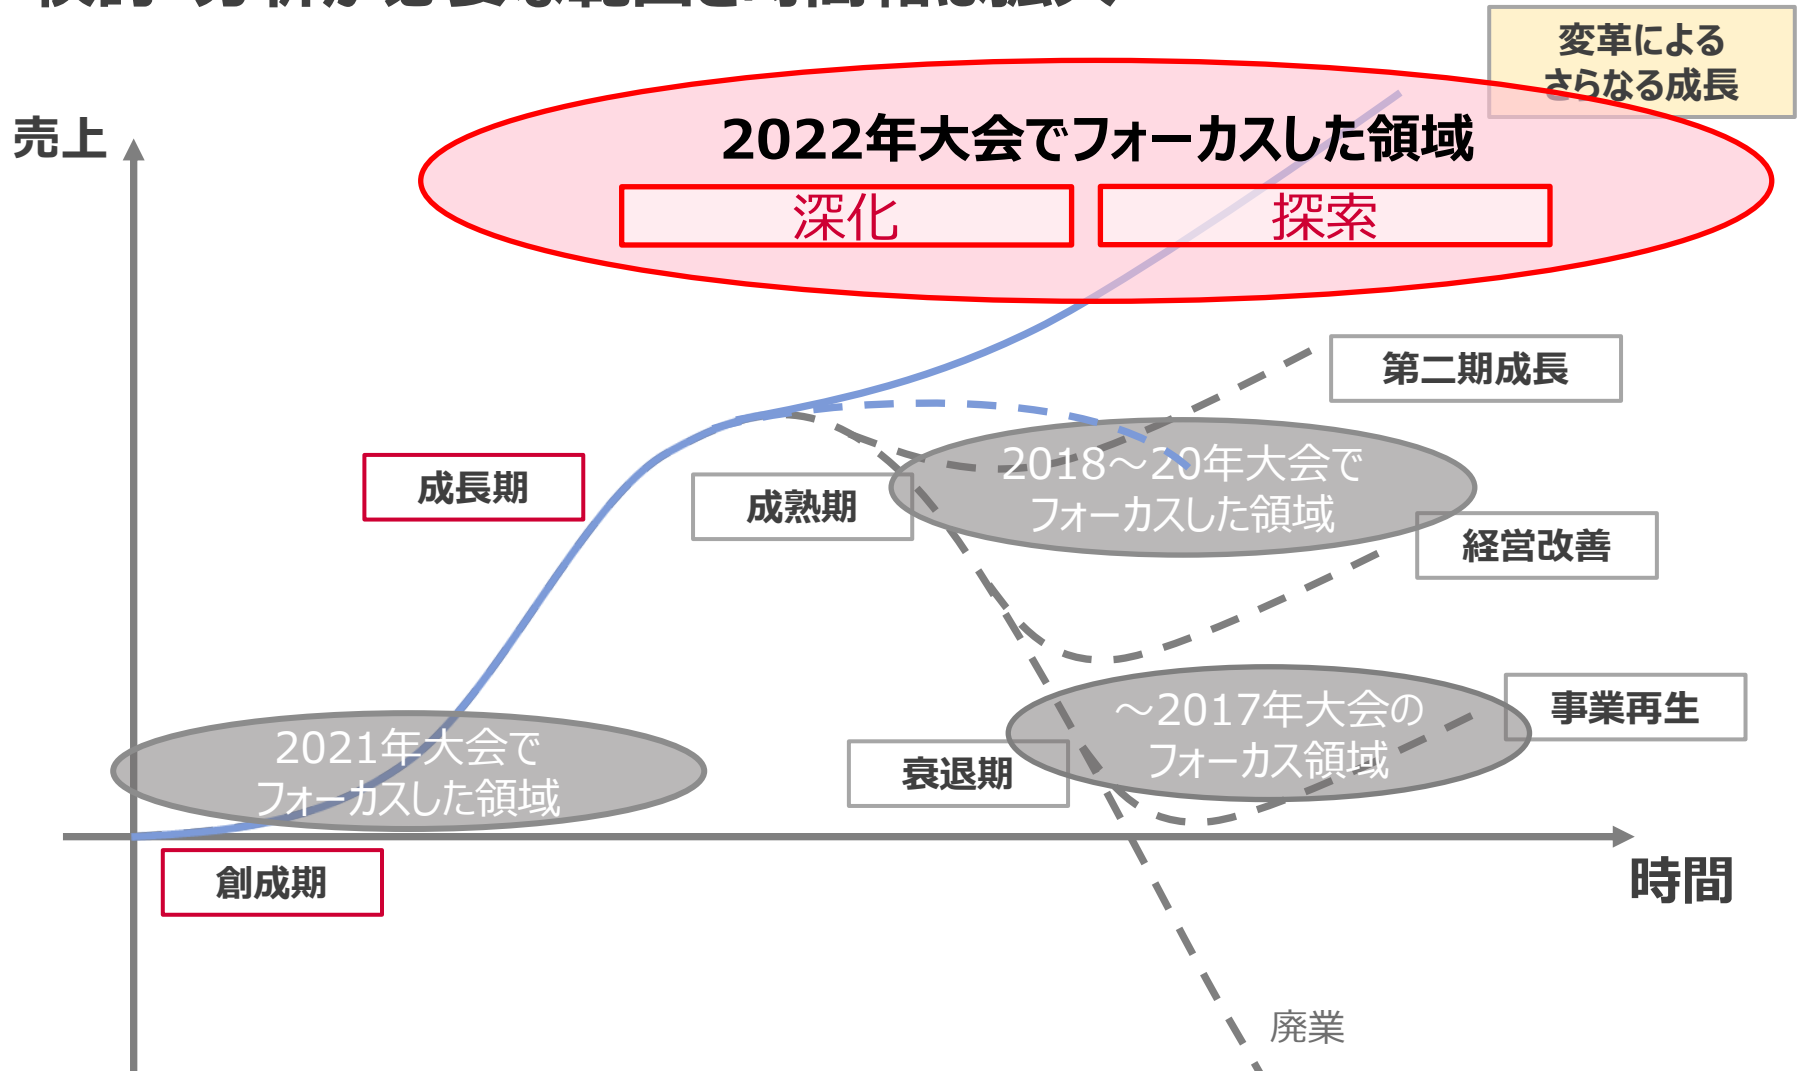 変革による
さらなる成長
売上
2022年大会でフォーカスした領域
深化
探索
第二期成長
成長期
成熟期
2018～20年大会で
フォーカスした領域
経営改善
事業再生
～2017年大会の
フォーカス領域
衰退期
2021年大会で
フォーカスした領域
創成期
時間
廃業